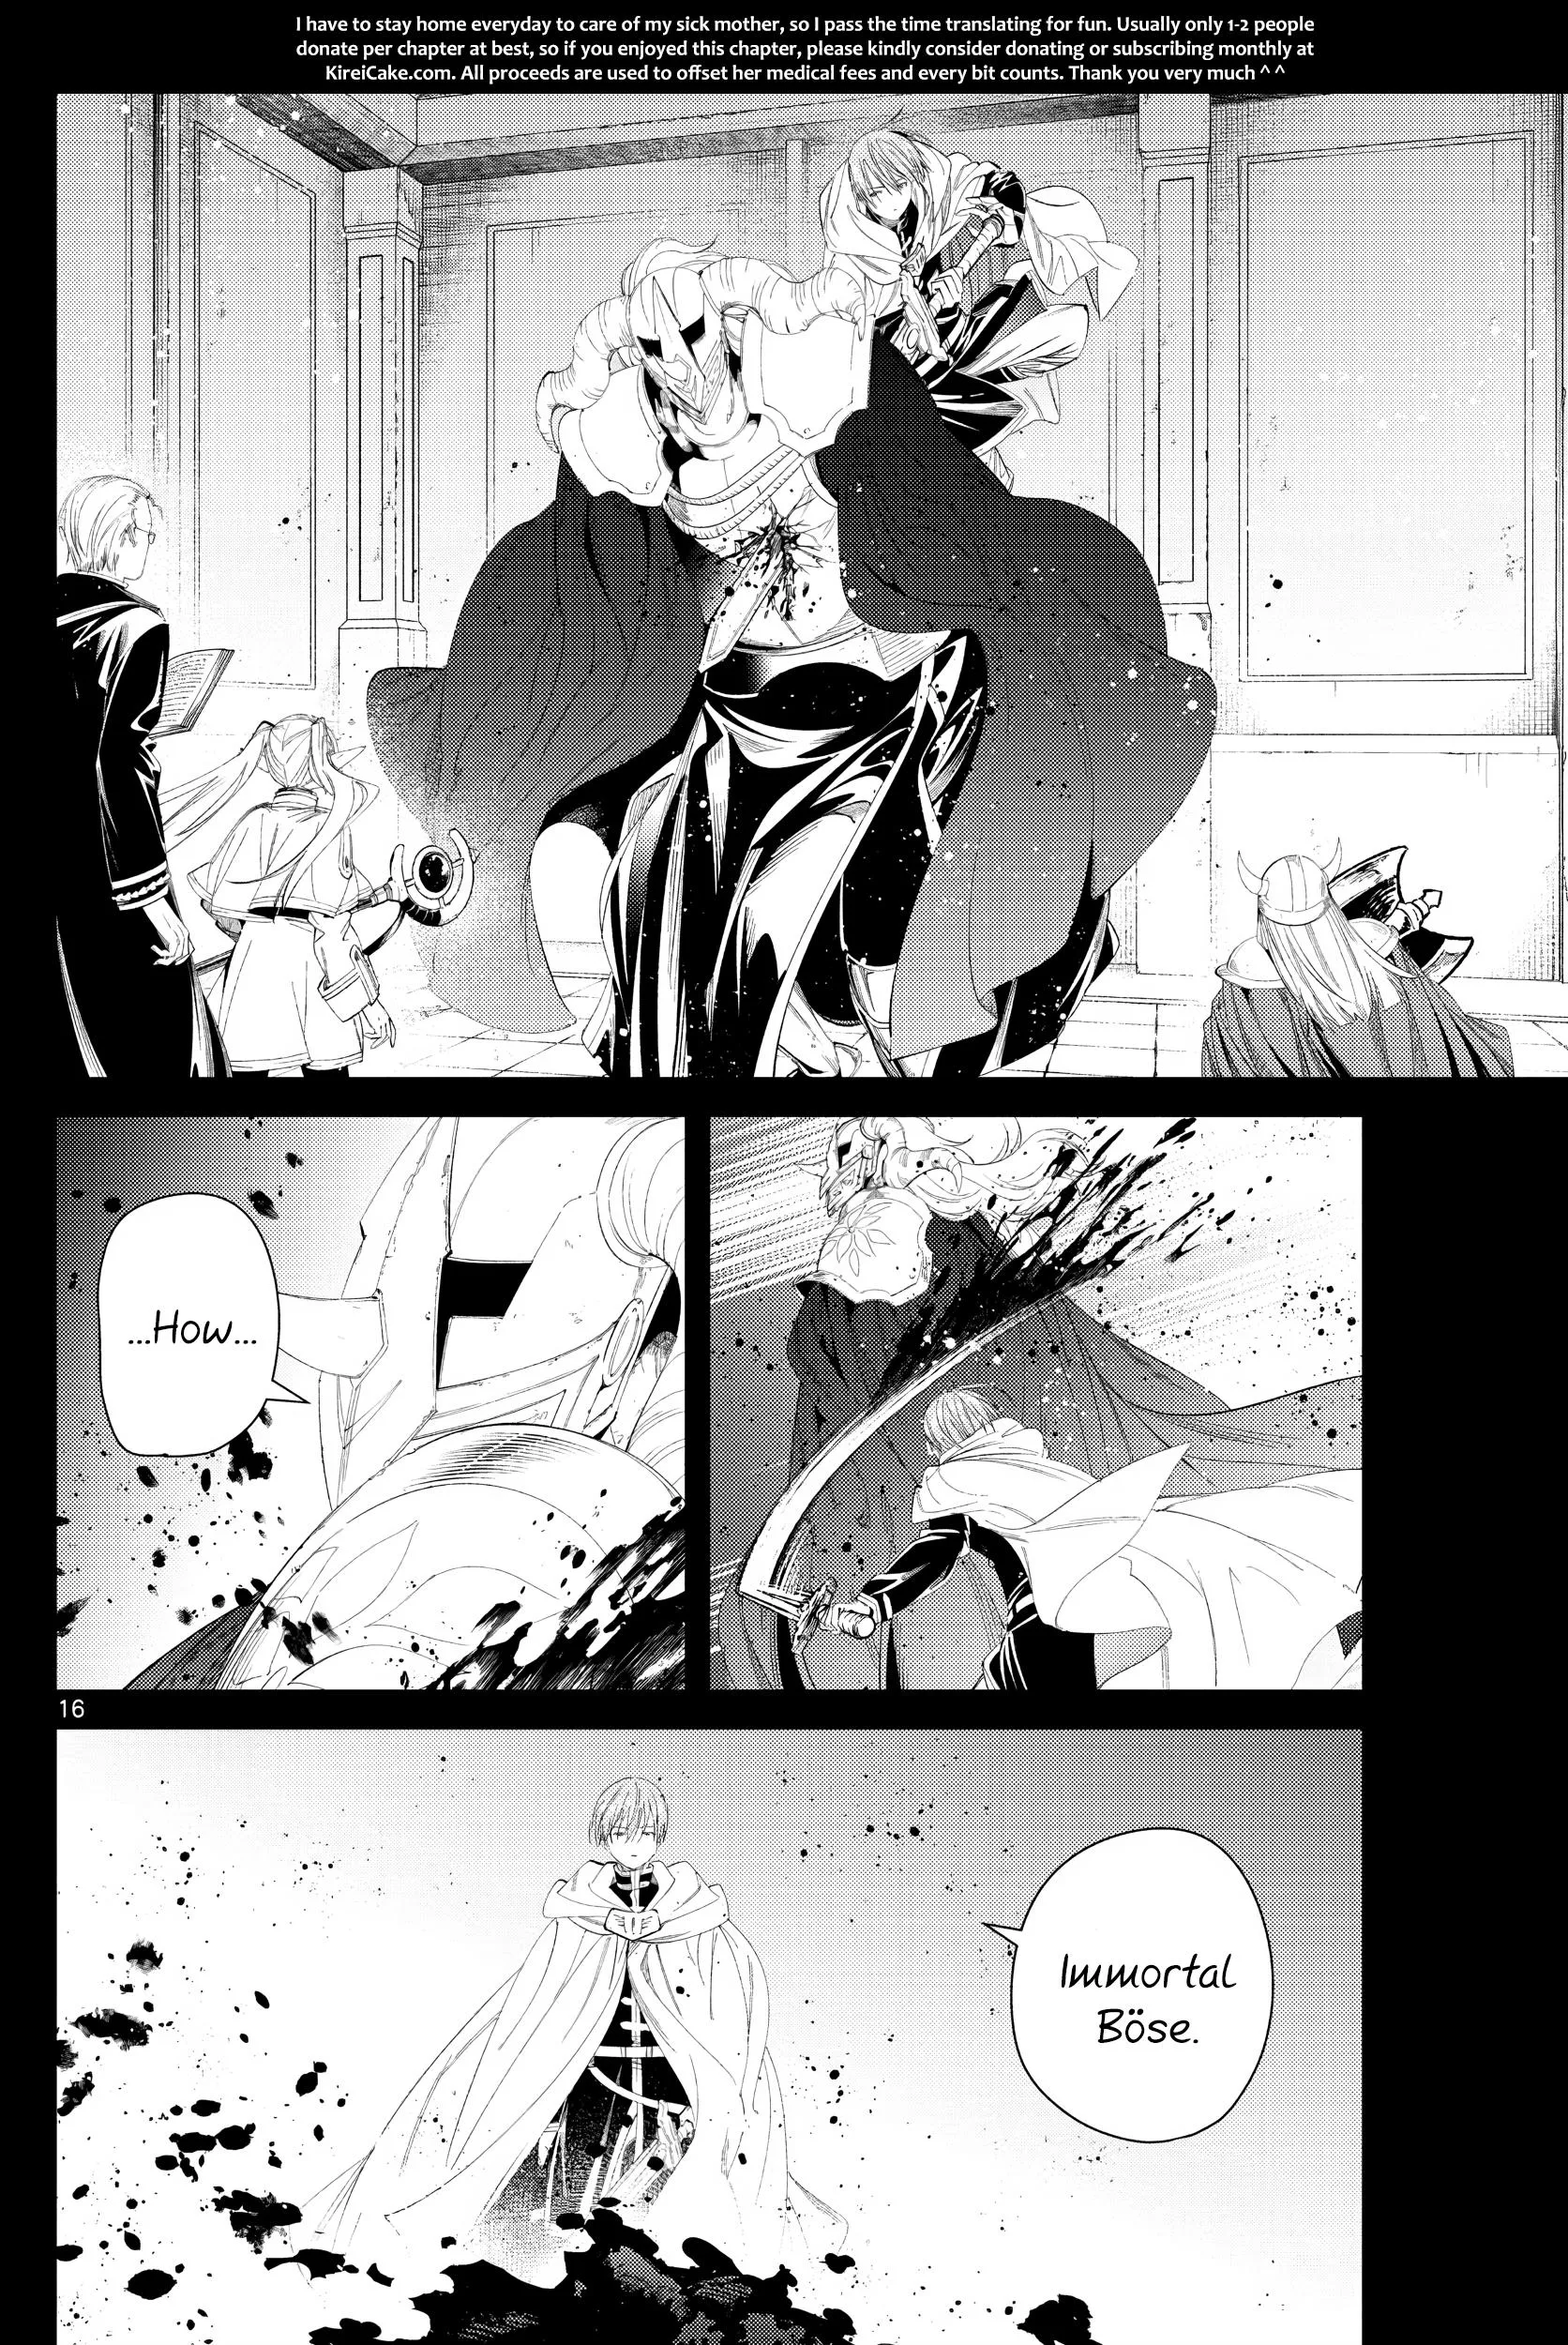 I have to stay home everyday to care of my sick mother, so I pass the time translating for fun. Usually only 1-2 people
donate per chapter at best, so if you enjoyed this chapter, please kindly consider donating or subscribing monthly at
KireiCake.com. All proceeds are used to offset her medical fees and every bit counts. Thank you very much ^ ^
...How...
16
Immortal
Böse.